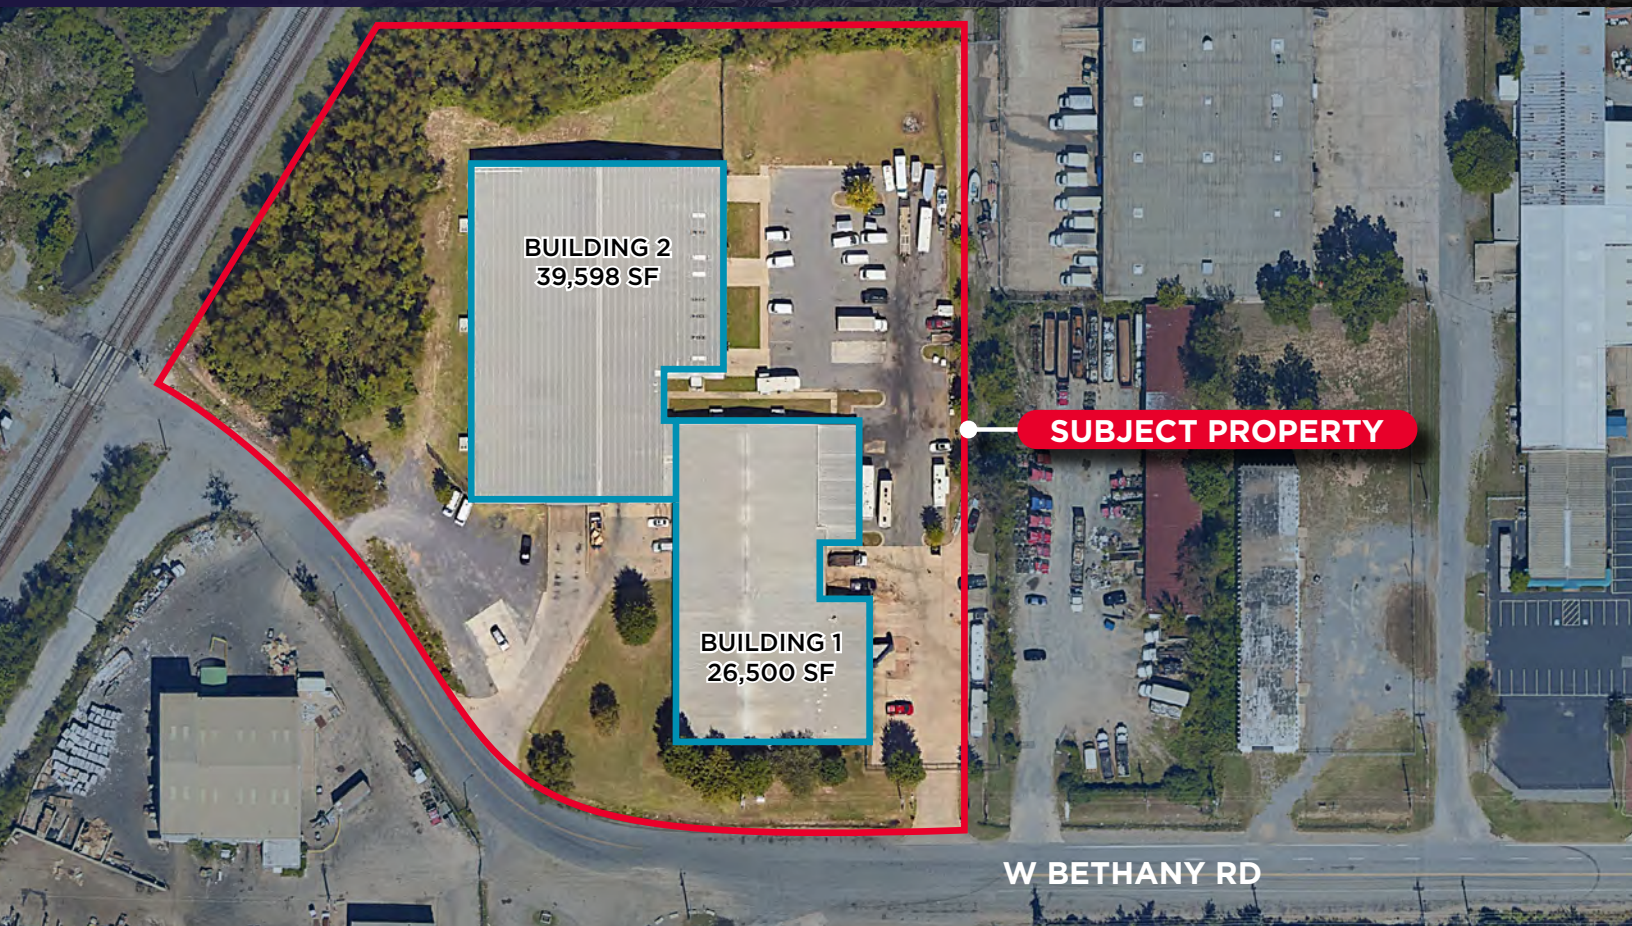 BUILDING 2
39,598 SF
SUBJECT PROPERTY
BUILDING 1
26,500 SF
W BETHANY RD